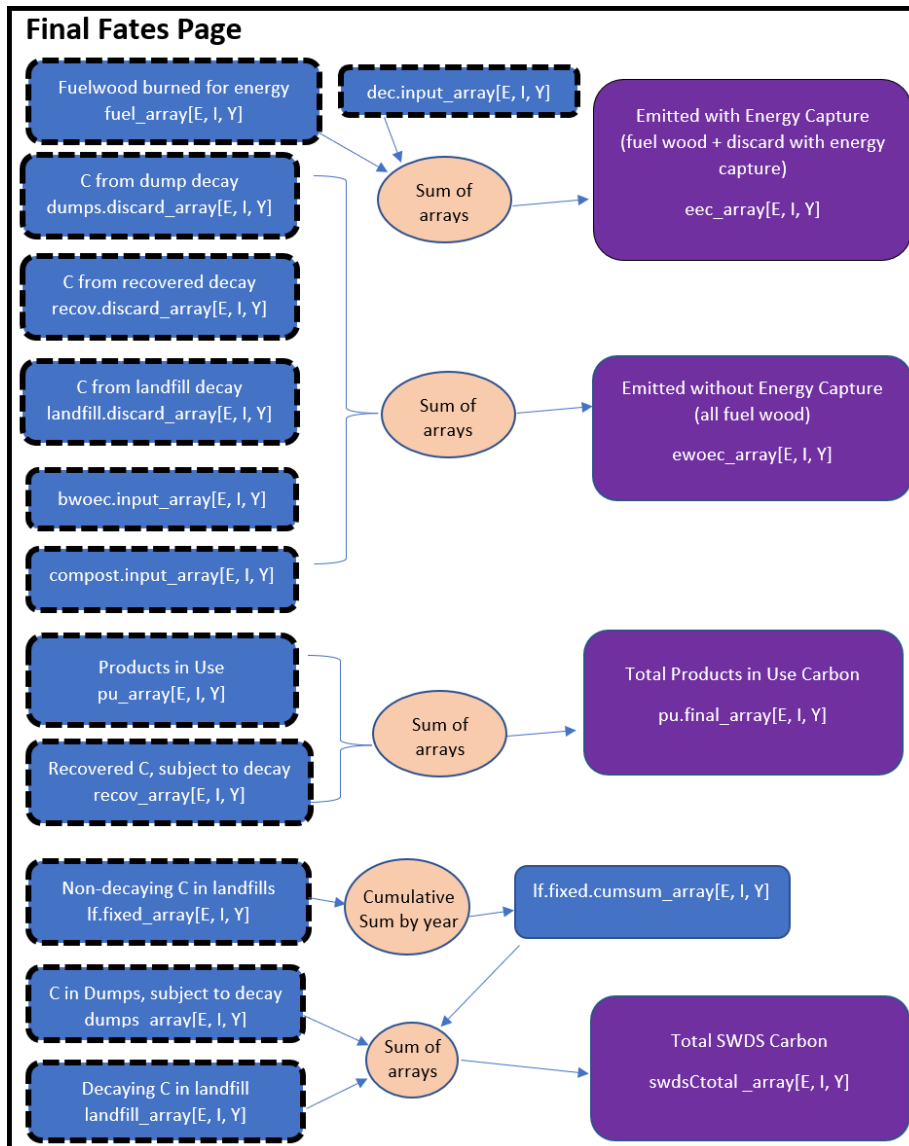 Final Fates Page
Fuelwood burned for energy
fuel_array[E, I, Y]
dec.input_array[E, I, Y]
Sum of
arrays
Emitted with Energy Capture
(fuel wood + discard with energy
capture)
eec_array[E, I, Y]
C from dump decay
dumps.discard_array[E, I, Y]
C from recovered decay
recov.discard_array[E, I, Y]
C from landfill decay
landfill.discard_array[E, I, Y]
bwoec.input_array[E, I, Y]
compost.input_array[E, I, Y]
Sum of
arrays
Emitted without Energy Capture
(all fuel wood)
ewoec_array[E, I, Y]
Products in Use
pu_array[E, I, Y]
Recovered C, subject to decay
recov_array[E, I, Y]
Sum of
arrays
Total Products in Use Carbon
pu.final_array[E, I, Y]
Non-decaying C in landfills
lf.fixed_array[E, I, Y]
Cumulative
Sum by year
lf.fixed.cumsum_array[E, I, Y]
C in Dumps, subject to decay
dumps_array[E, I, Y]
Decaying C in landfill
landfill_array[E, I, Y]
Sum of
arrays
Total SWDS Carbon
swdsCtotal _array[E, I, Y]